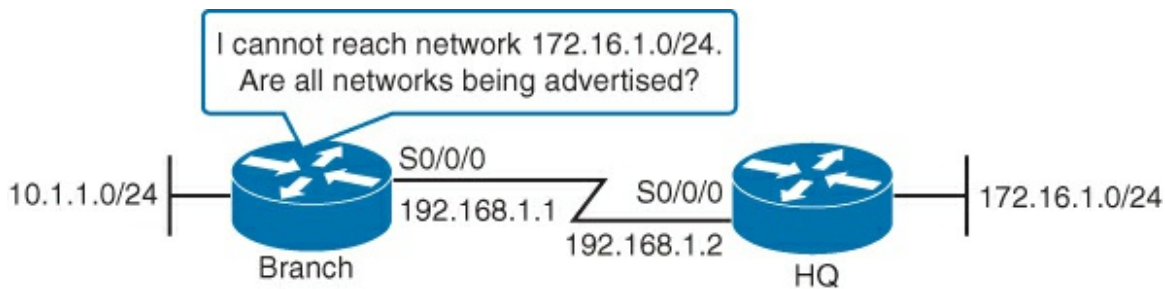 I cannot reach network 172.16.1.0/24.
Are all networks being advertised?
S0/0/0
10.1.1.0/24
S0/0/0
172.16.1.0/24
192.168.1.1
192.168.1.2
Branch
HQ